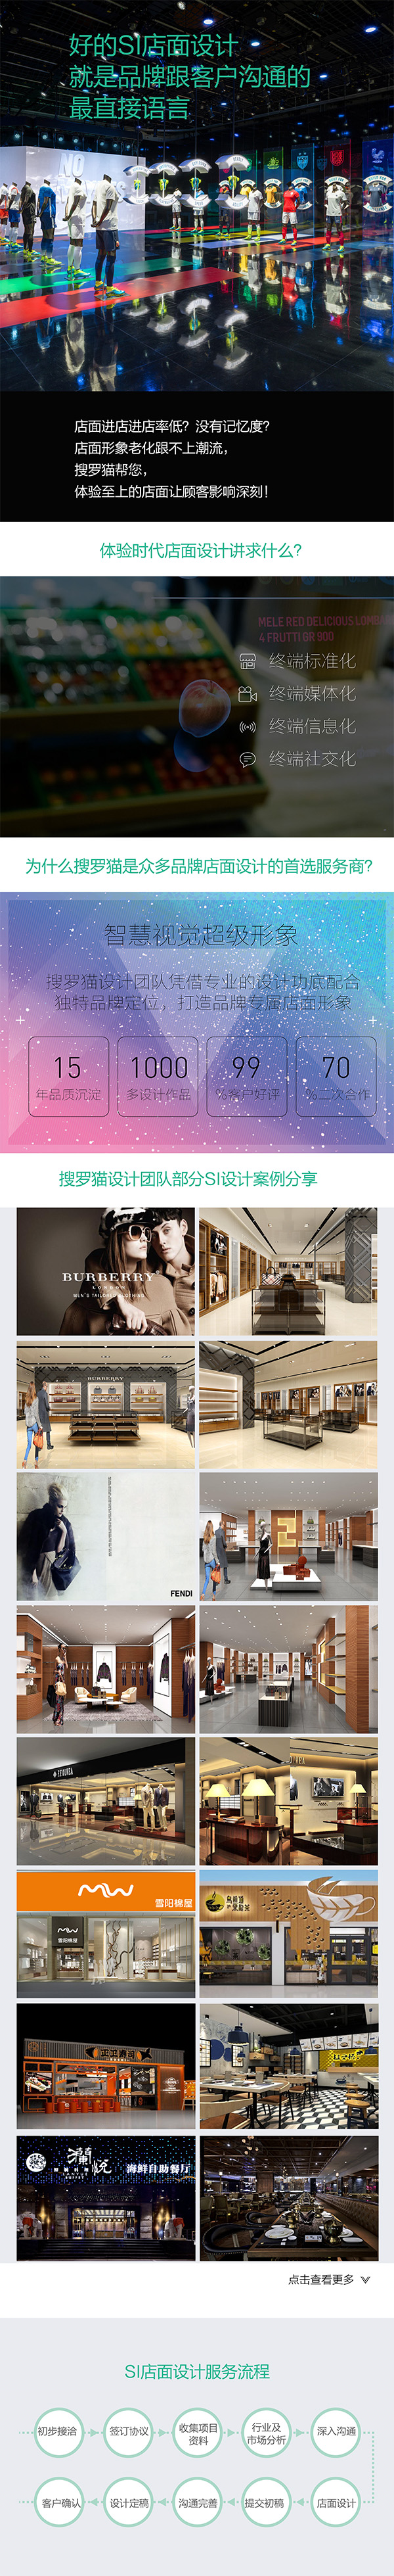 好的SI店面设计
就是品牌跟客户沟通的
最直接语言
NO
店面进店进店率低？没有记忆度？
店面形象老化跟不上潮流，
搜罗猫帮您，
体验至上的店面让顾客影响深刻！
体验时代店面设计讲求什么？
MELE RED DELICIOUS LOMBA
4 FRUTTI GR 900
终端标准化
终端媒体化
终端信息化
终端社交化
为什么搜罗猫是众多品牌店面设计的首选服务商？
智慧视觉超级形象
搜罗猫设计团队凭借专业的设计功底配合
独特品牌定位，打造品牌专属店面形象
15 1000 99 70
年品质沉淀 多设计作品 %客户好评 %二次合作
搜罗猫设计团队部分SI设计案例分享
BURBERRY
LONDON
MEN'S TAILORED CLOTHING
BURBERRY
FENDI
雪阳棉屋
雪阳棉屋
正卫寿司
海鲜自助餐厅
点击查看更多
SI店面设计服务流程
初步接洽 签订协议 收集项目资料 行业及市场分析 深入沟通
客户确认 设计定稿 沟通完善 提交初稿 店面设计